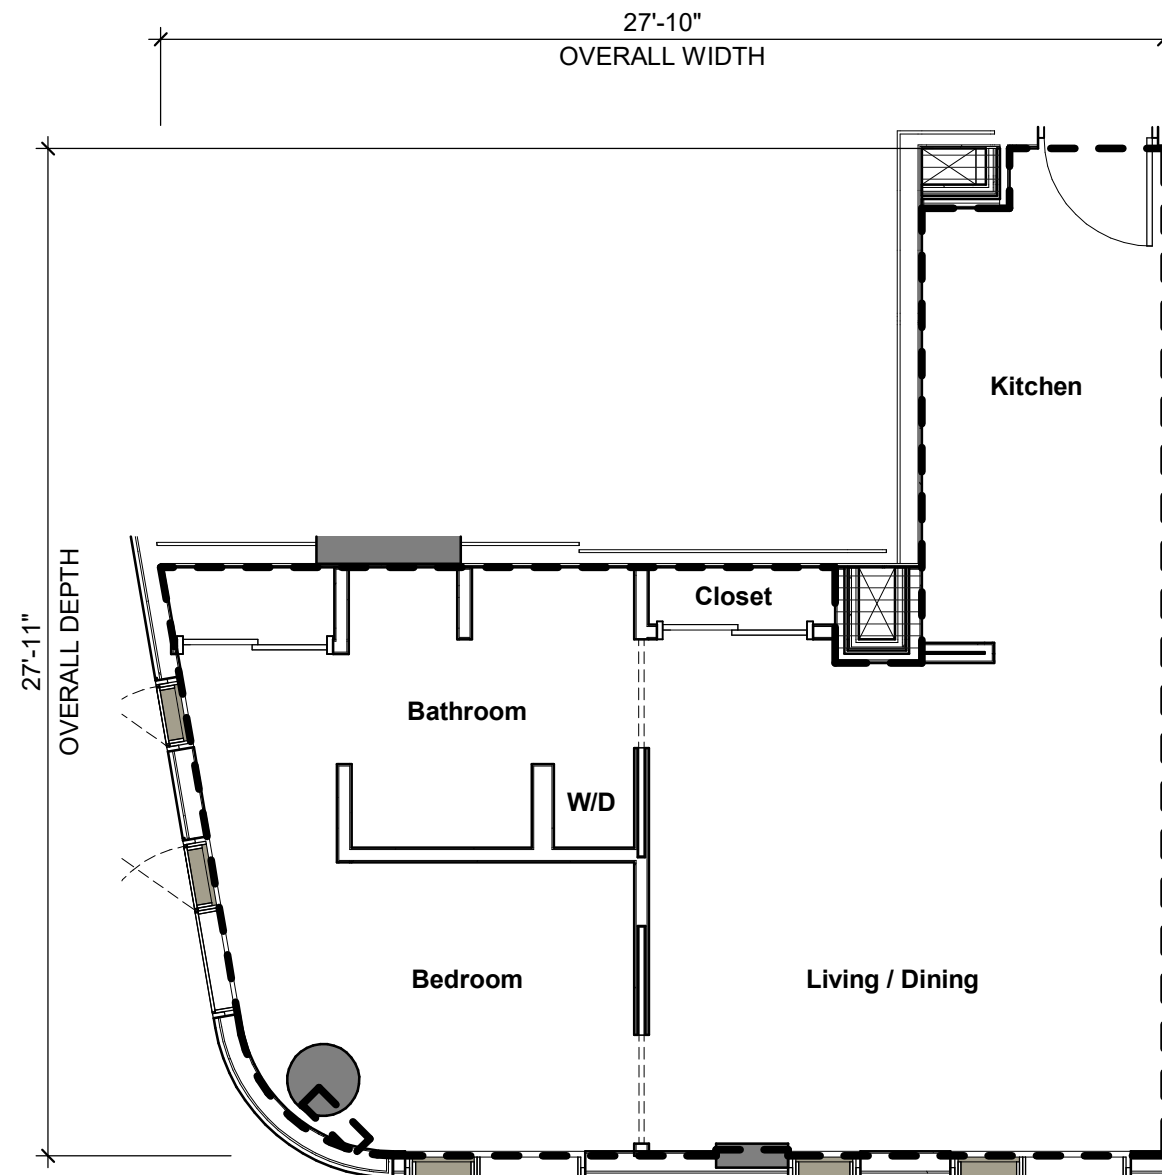 27'-10"
OVERALL WIDTH
27'-11"
OVERALL DEPTH
Kitchen
Closet
Bathroom
W/D
Bedroom
Living / Dining